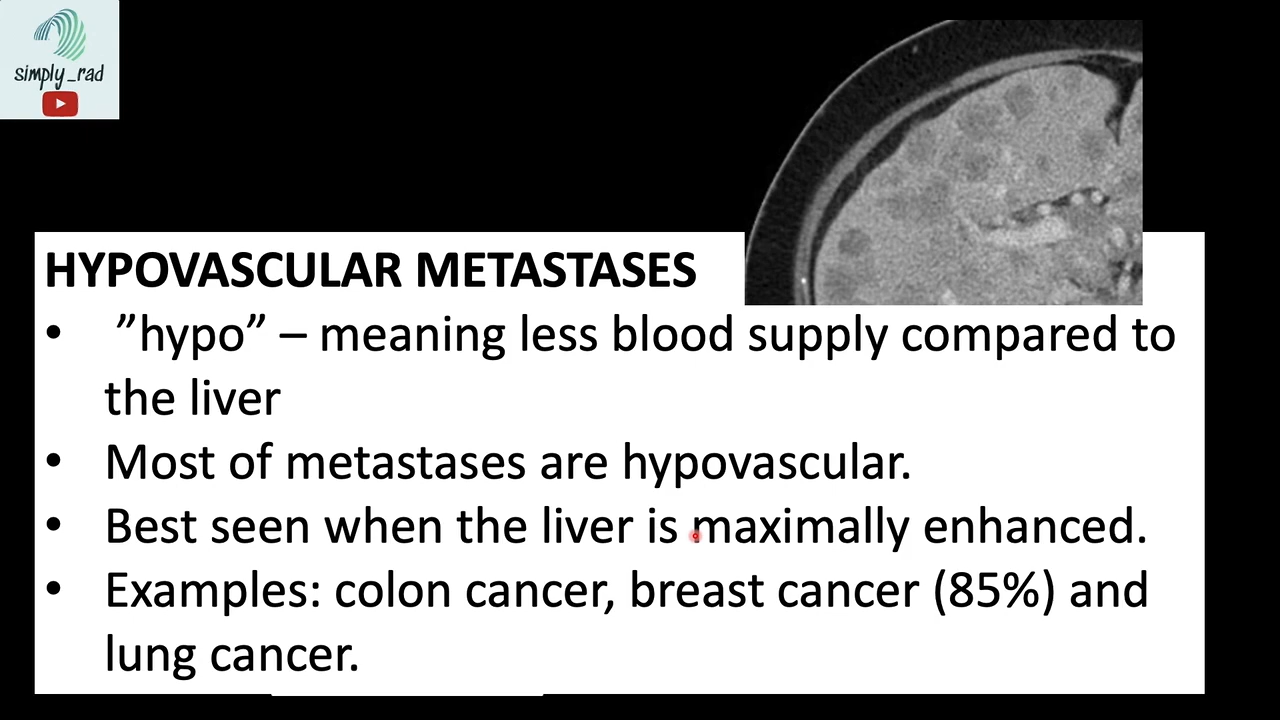 simply_rad
HYPOVASCULAR METASTASES
• ”hypo” – meaning less blood supply compared to
the liver
• Most of metastases are hypovascular.
• Best seen when the liver is maximally enhanced.
• Examples: colon cancer, breast cancer (85%) and
lung cancer.